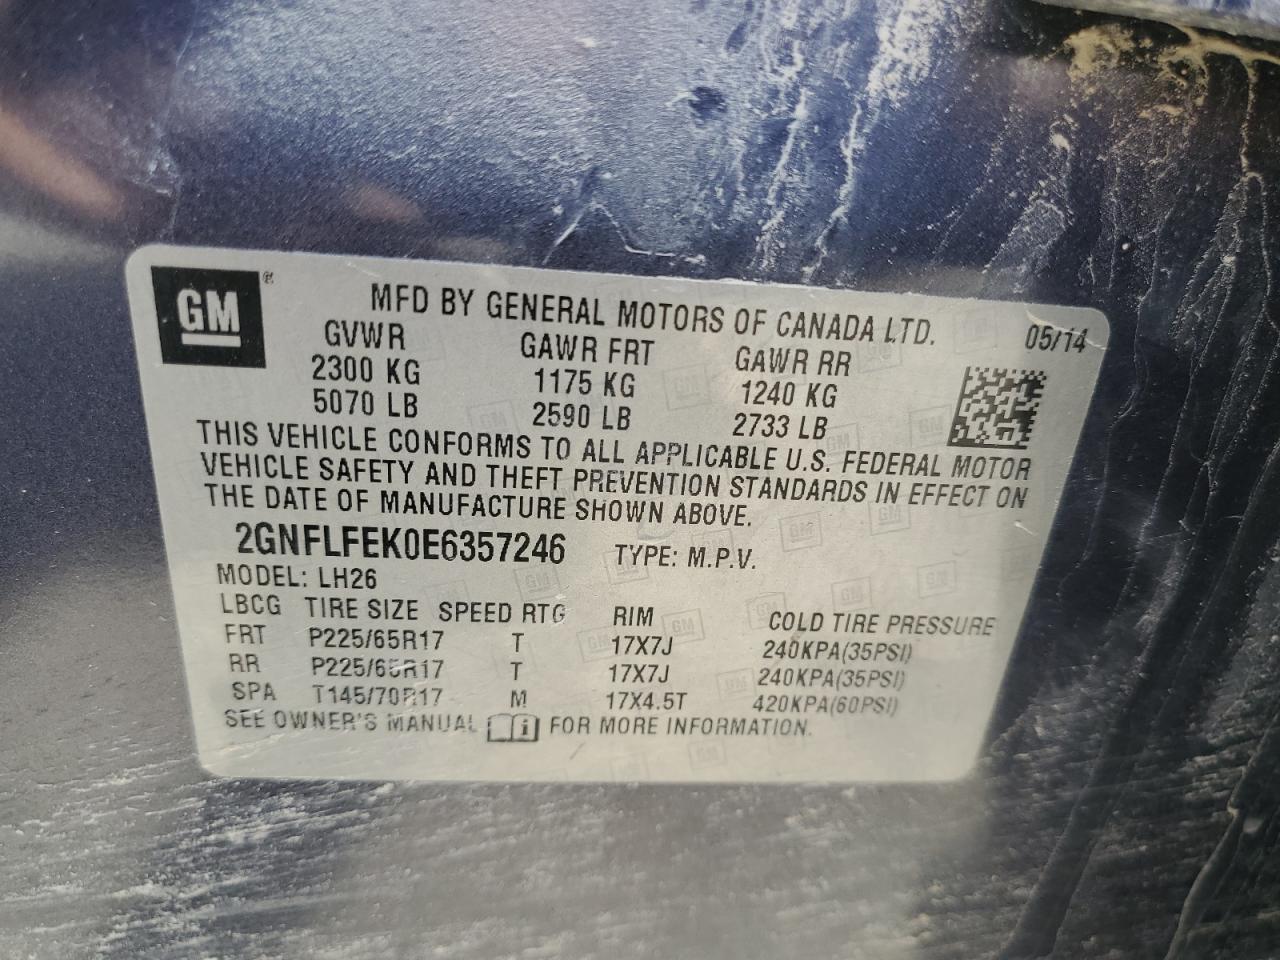 GM ®
MFD BY GENERAL MOTORS OF CANADA LTD. 05/14
GVWR GAWR FRT GAWR RR
2300 KG 1175 KG 1240 KG
5070 LB 2590 LB 2733 LB
THIS VEHICLE CONFORMS TO ALL APPLICABLE U.S. FEDERAL MOTOR
VEHICLE SAFETY AND THEFT PREVENTION STANDARDS IN EFFECT ON
THE DATE OF MANUFACTURE SHOWN ABOVE.
2GNFLFEK0E6357246 TYPE: M.P.V.
MODEL: LH26
LBCG TIRE SIZE SPEED RTG RIM COLD TIRE PRESSURE
FRT P225/65R17 T 17X7J 240KPA(35PSI)
RR P225/65R17 T 17X7J 240KPA(35PSI)
SPA T145/70R17 M 17X4.5T 420KPA(60PSI)
SEE OWNER'S MANUAL i FOR MORE INFORMATION.